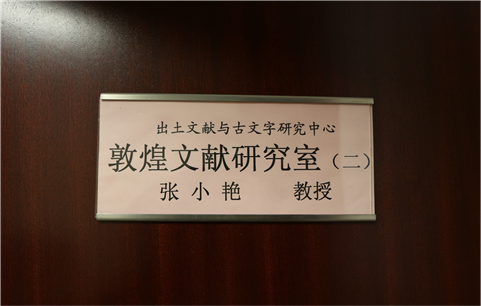 出土文献与古文字研究中心
敦煌文献研究室（二）
张小艳 教授